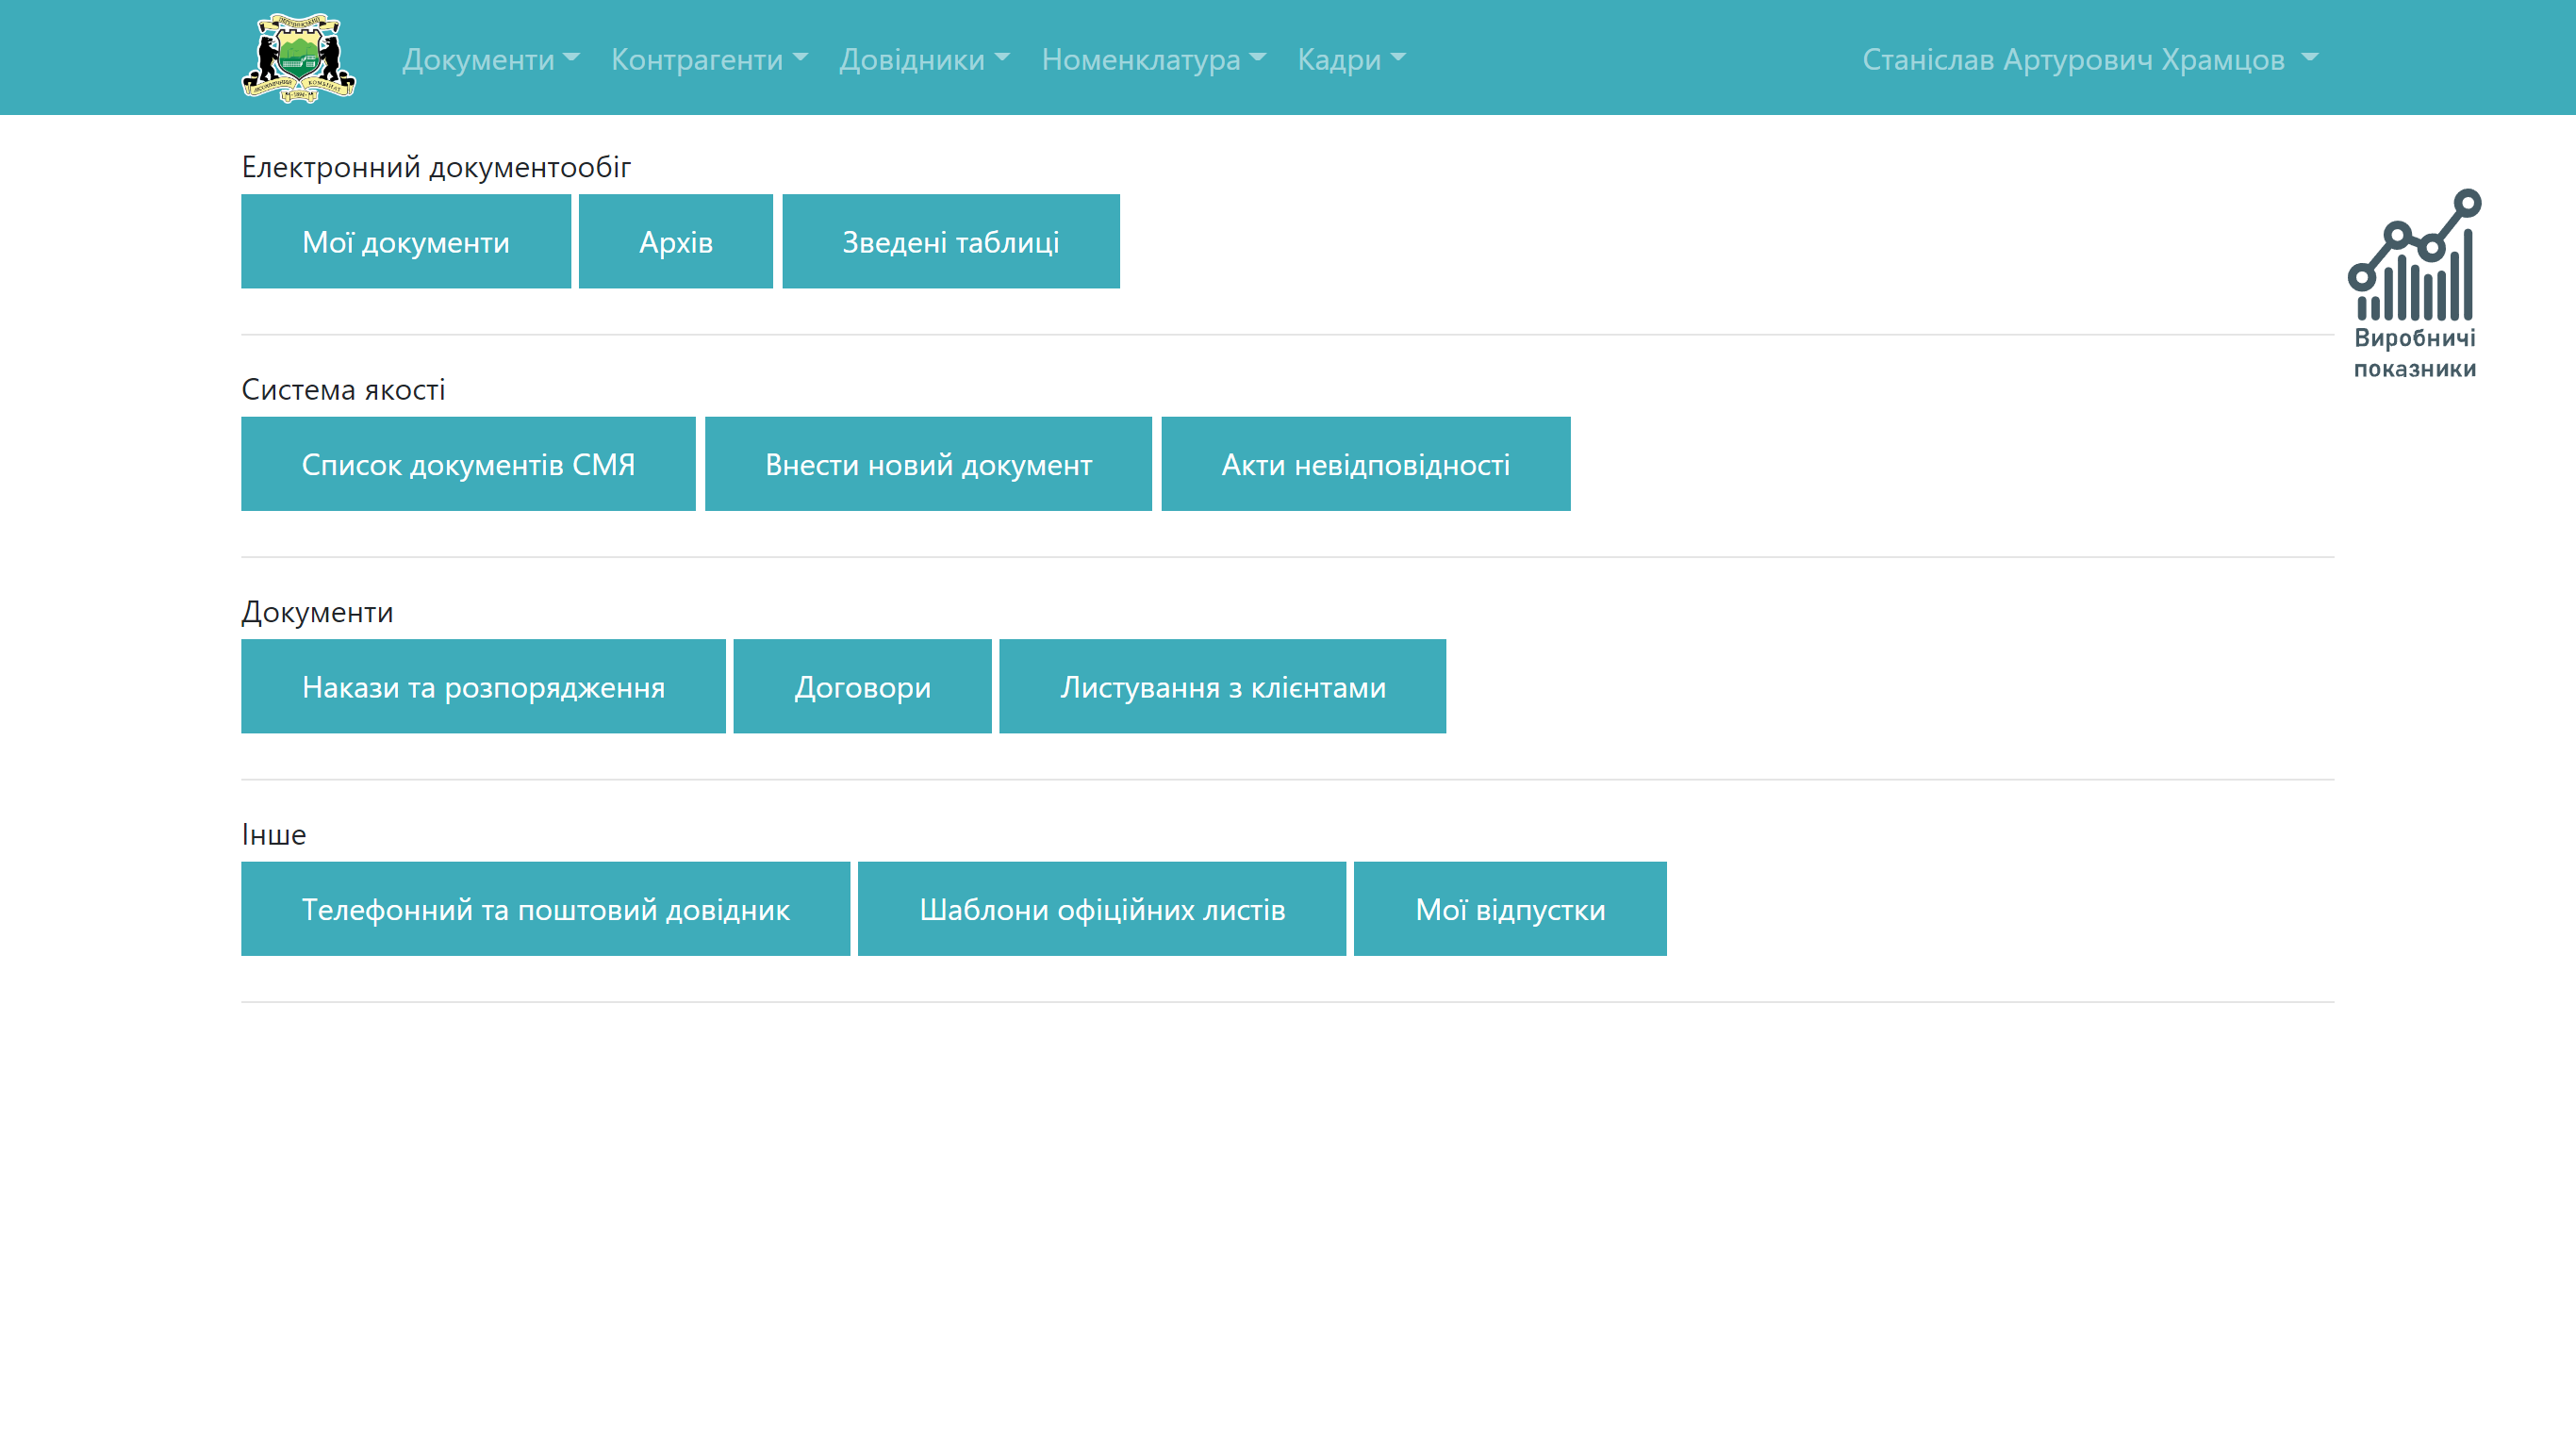 Документи
Контрагенти
Довідники
Номенклатура
Кадри
Станіслав Артурович Храмцов
Електронний документообіг
Мої документи
Архів
Зведені таблиці
Виробничі
показники
Система якості
Список документів СМЯ
Внести новий документ
Акти невідповідності
Документи
Накази та розпорядження
Договори
Листування з клієнтами
Інше
Телефонний та поштовий довідник
Шаблони офіційних листів
Мої відпустки